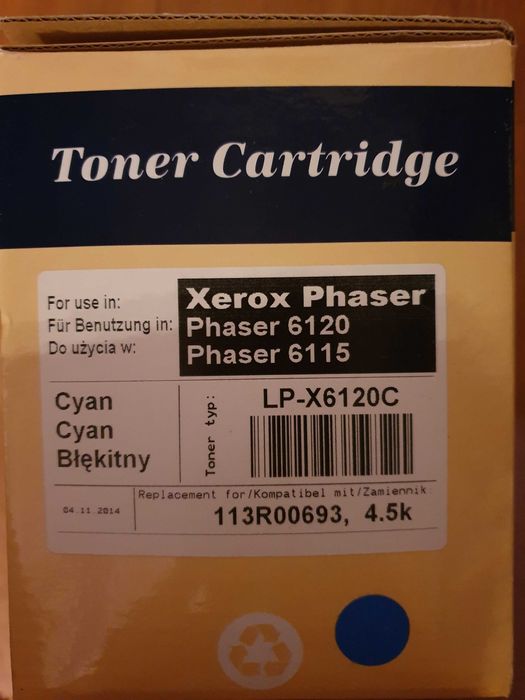 Toner Cartridge
For use in:
Für Benutzung in:
Do użycia w:
Xerox Phaser
Phaser 6120
Phaser 6115
Cyan
Cyan
Błękitny
Toner typ:
LP-X6120C
04.11.2014
Replacement for/Kompatibel mit/Zamiennik
113R00693, 4.5k